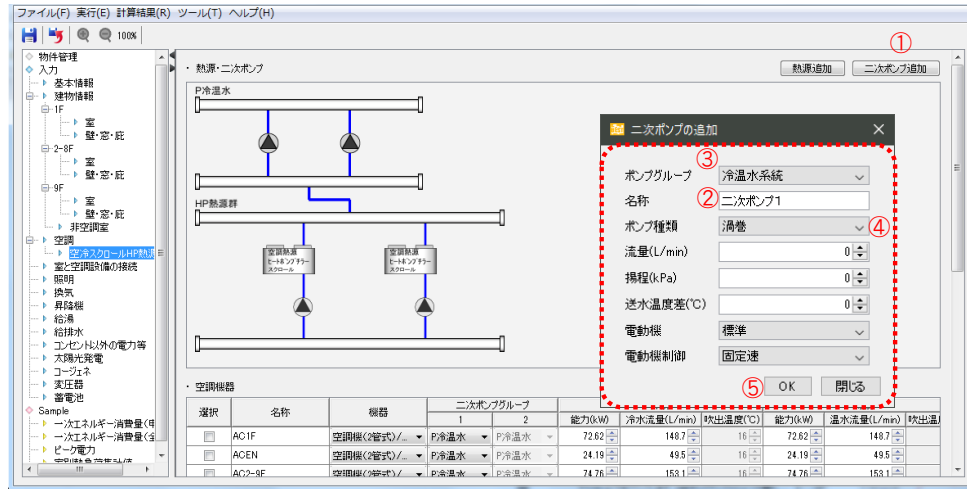 ファイル(F) 実行(E) 計算結果(R) ツール(T) ヘルプ(H)
100%
物件管理
入力
基本情報
建物情報
1F
室
壁・窓・庇
2-8F
室
壁・窓・庇
9F
室
壁・窓・庇
非空調室
空調
空冷スクロールHP熱源
室と空調設備の接続
照明
換気
昇降機
給湯
給排水
コンセント以外の電力等
太陽光発電
コージェネ
変圧器
蓄電池
Sample
一次エネルギー消費量(申
一次エネルギー消費量(全
ピーク電力
・ 熱源・二次ポンプ
①
熱源追加 二次ポンプ追加
P冷温水
HP熱源群
空調熱源
ヒートポンプチラー
スクロール
空調熱源
ヒートポンプチラー
スクロール
二次ポンプの追加
③
ポンプグループ 冷温水系統
名称 ② 二次ポンプ1
ポンプ種類 渦巻 ④
流量(L/min) 0
揚程(kPa) 0
送水温度差(℃) 0
電動機 標準
電動機制御 固定速
⑤ OK 閉じる
・ 空調機器
選択 名称 機器 二次ポンプグループ
1 2 能力(kW) 冷水流量(L/min) 吹出温度(℃) 能力(kW) 温水流量(L/min) 吹出温
AC1F 空調機(2管式)/... P冷温水 P冷温水 72.62 148.7 16 72.62 148.7
ACEN 空調機(2管式)/... P冷温水 P冷温水 24.19 49.5 16 24.19 49.5
AC2-9F 空調機(2管式)/ P冷温水 P冷温水 74.76 153.1 16 74.76 153.1